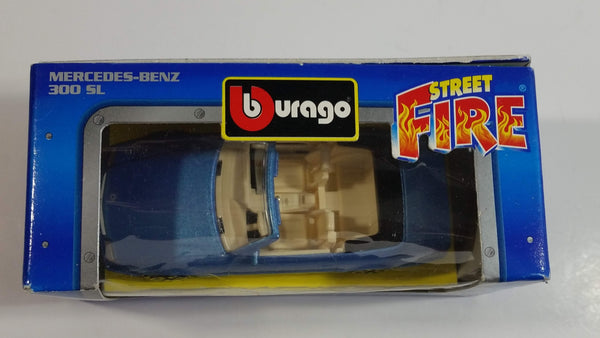 MERCEDES-BENZ
300 SL
burago
STREET
FIRE®